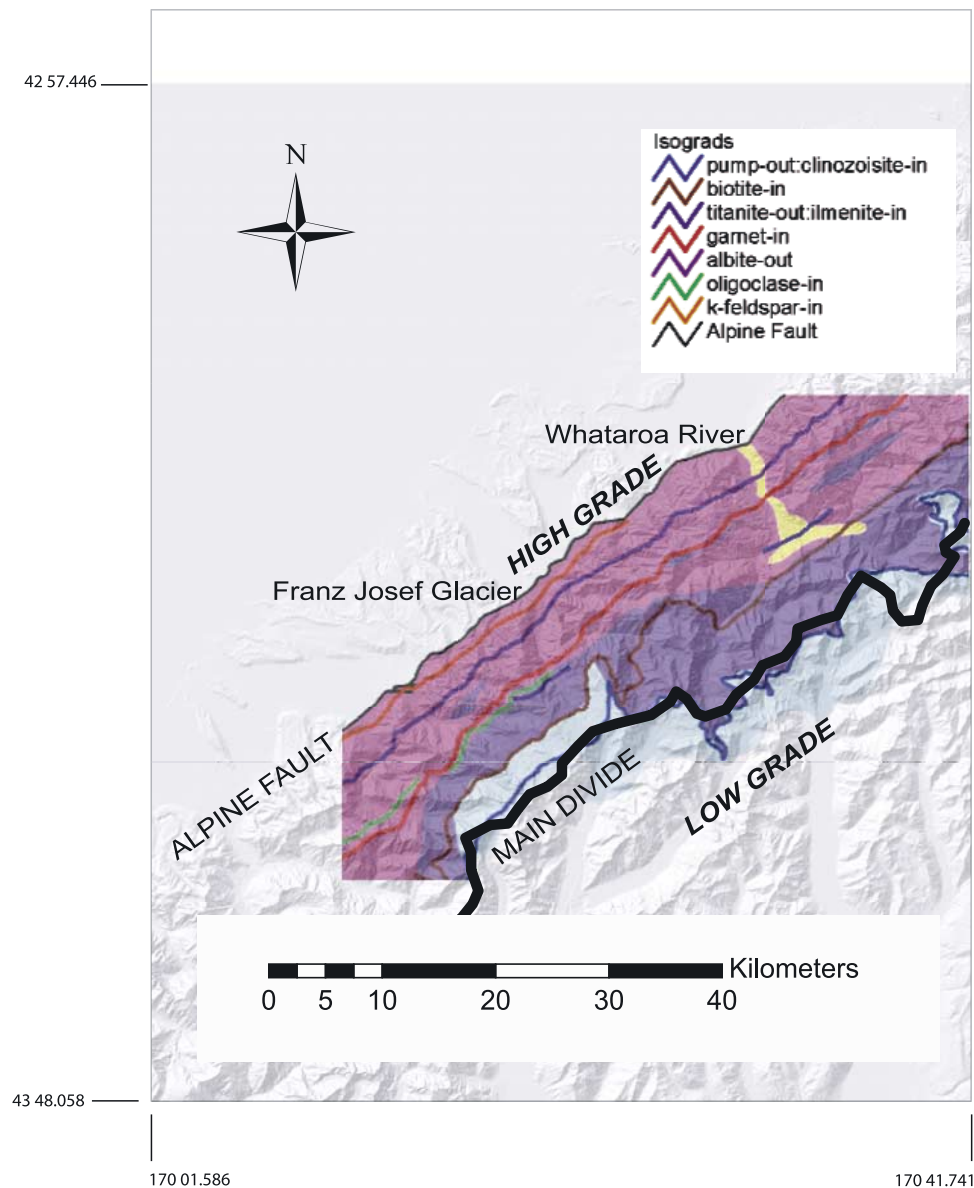 42 57.446
N
Isograds
pump-out:clinozoisite-in
biotite-in
titanite-out:ilmenite-in
garnet-in
albite-out
oligoclase-in
k-feldspar-in
Alpine Fault
Whataroa River
HIGH GRADE
Franz Josef Glacier
ALPINE FAULT
MAIN DIVIDE
LOW GRADE
Kilometers
0 5 10 20 30 40
43 48.058
170 01.586 170 41.741